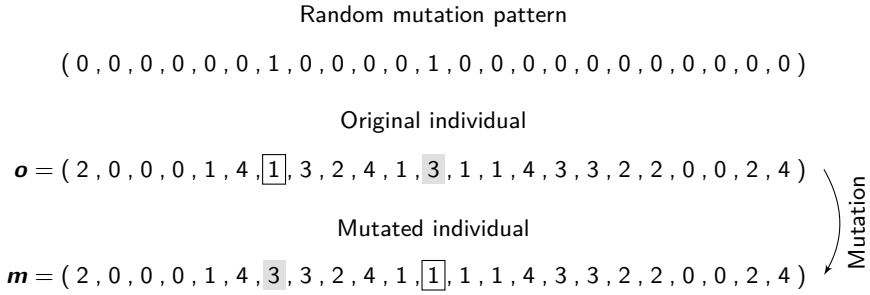 Random mutation pattern
( 0 , 0 , 0 , 0 , 0 , 0 , 1 , 0 , 0 , 0 , 0 , 1 , 0 , 0 , 0 , 0 , 0 , 0 , 0 , 0 , 0 , 0 , 0 )
Original individual
o = ( 2 , 0 , 0 , 0 , 1 , 4 , 1 , 3 , 2 , 4 , 1 , 3 , 1 , 1 , 4 , 3 , 3 , 2 , 2 , 0 , 0 , 2 , 4 )
Mutated individual
m = ( 2 , 0 , 0 , 0 , 1 , 4 , 3 , 3 , 2 , 4 , 1 , 1 , 1 , 1 , 4 , 3 , 3 , 2 , 2 , 0 , 0 , 2 , 4 )
Mutation